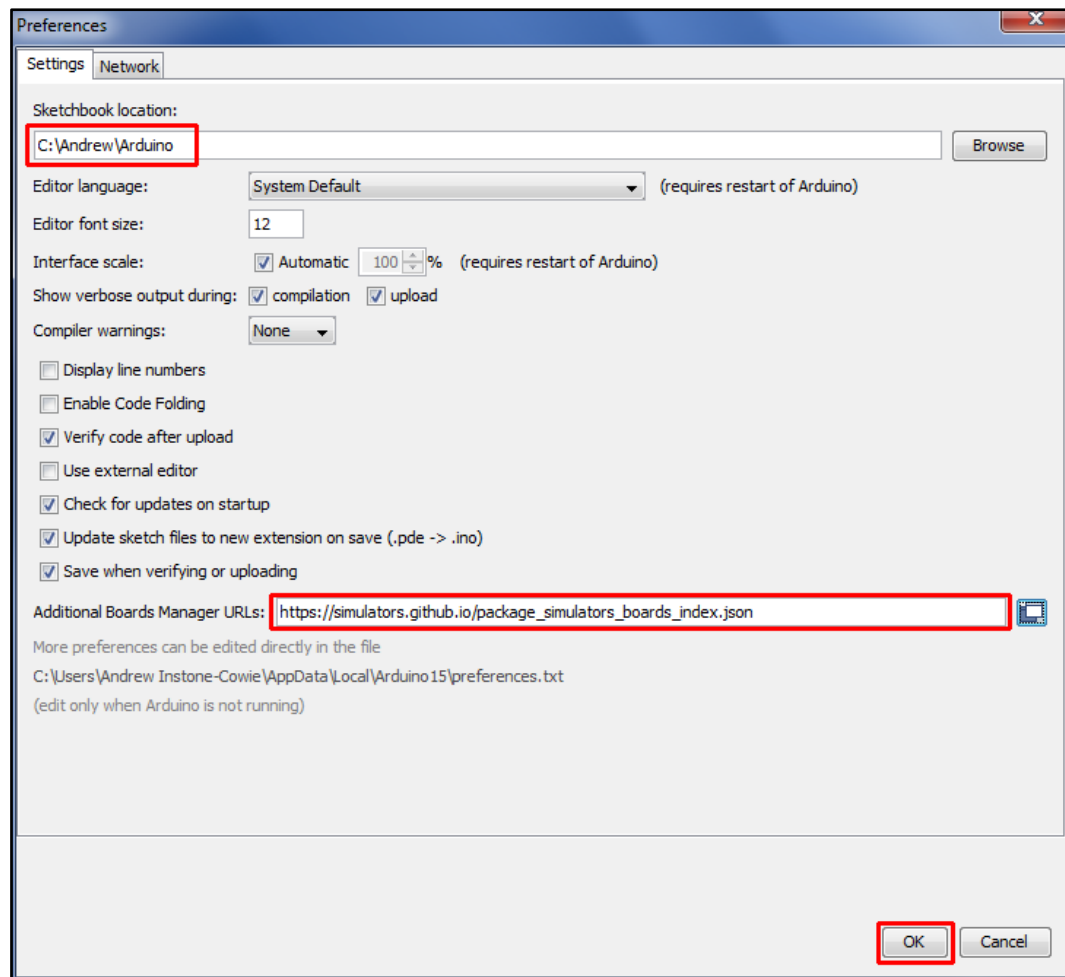 Preferences
Settings Network
Sketchbook location:
C:\Andrew\Arduino Browse
Editor language: System Default (requires restart of Arduino)
Editor font size: 12
Interface scale: Automatic 100 % (requires restart of Arduino)
Show verbose output during: compilation upload
Compiler warnings: None
Display line numbers
Enable Code Folding
Verify code after upload
Use external editor
Check for updates on startup
Update sketch files to new extension on save (.pde -> .ino)
Save when verifying or uploading
Additional Boards Manager URLs: https://simulators.github.io/package_simulators_boards_index.json
More preferences can be edited directly in the file
C:\Users\Andrew Instone-Cowie\AppData\Local\Arduino15\preferences.txt
(edit only when Arduino is not running)
OK Cancel